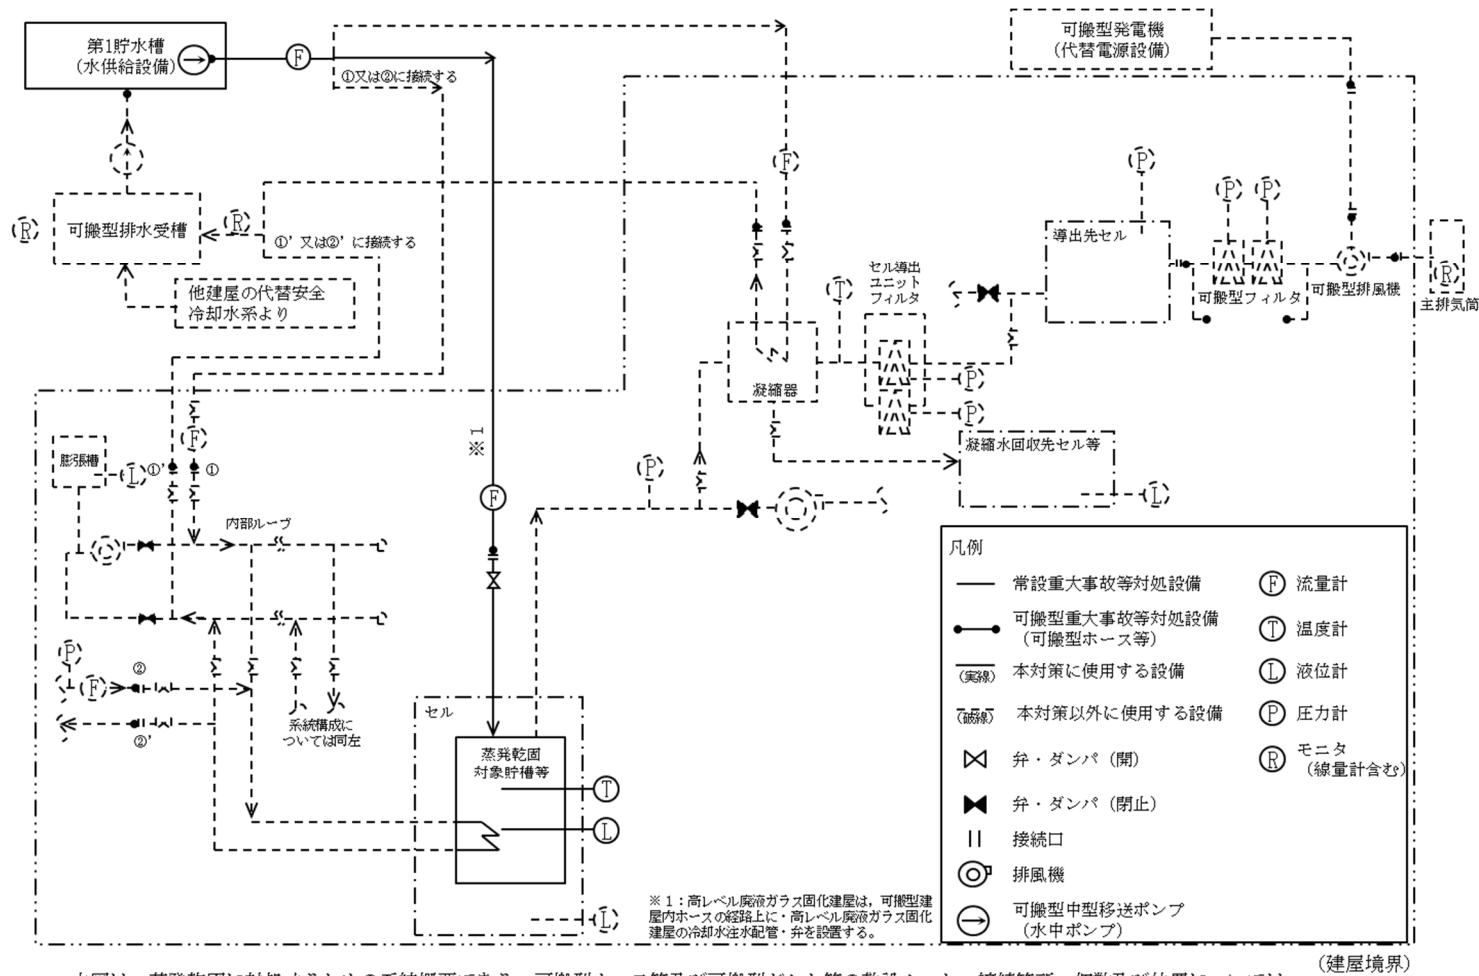 第1貯水槽
(水供給設備)
F
①又は②に接続する
可搬型発電機
(代替電源設備)
F
P
P
P
R
可搬型排水受槽
R
①’又は②’に接続する
他建屋の代替安全
冷却水系より
導出先セル
可搬型フィルタ
可搬型排風機
R
主排気筒
セル導出
ユニット
フィルタ
T
凝縮器
P
P
凝縮水回収先セル等
L
P
※1
F
F
膨張槽
L
①’
①
内部ループ
P
F
②
②’
系統構成に
ついては同左
セル
蒸発乾固
対象貯槽等
T
L
L
※1：高レベル廃液ガラス固化建屋は，可搬型建
屋内ホースの経路上に・高レベル廃液ガラス固化
建屋の冷却水注水配管・弁を設置する。
凡例
常設重大事故等対処設備
可搬型重大事故等対処設備
(可搬型ホース等)
(実線) 本対策に使用する設備
(破線) 本対策以外に使用する設備
弁・ダンパ (開)
弁・ダンパ (閉止)
接続口
排風機
可搬型中型移送ポンプ
(水中ポンプ)
F 流量計
T 温度計
L 液位計
P 圧力計
R モニタ
(線量計含む)
(建屋境界)